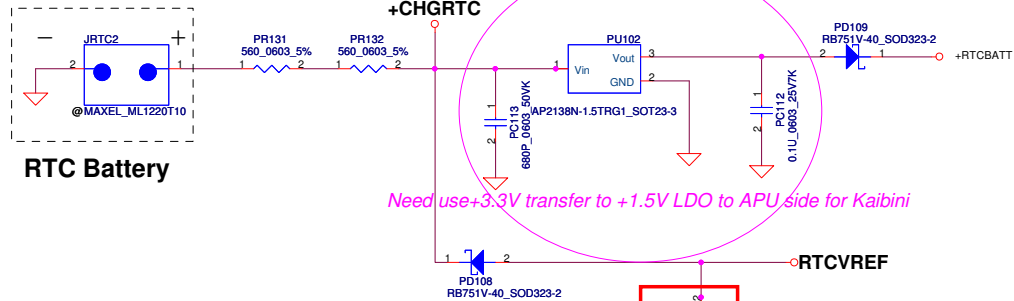 +CHGRTC
JRTC2
− +
2 1
@MAXEL_ML1220T10
RTC Battery
PR131
560_0603_5%
1 2
PR132
560_0603_5%
1 2
PU102
1 Vin
Vout 3
GND 2
AP2138N-1.5TRG1_SOT23-3
1
2
PC113
680P_0603_50VK
1
2
PC112
0.1U_0603_25V7K
PD109
RB751V-40_SOD323-2
2 1
+RTCBATT
Need use+3.3V transfer to +1.5V LDO to APU side for Kaibini
1 2
PD108
RB751V-40_SOD323-2
RTCVREF
2